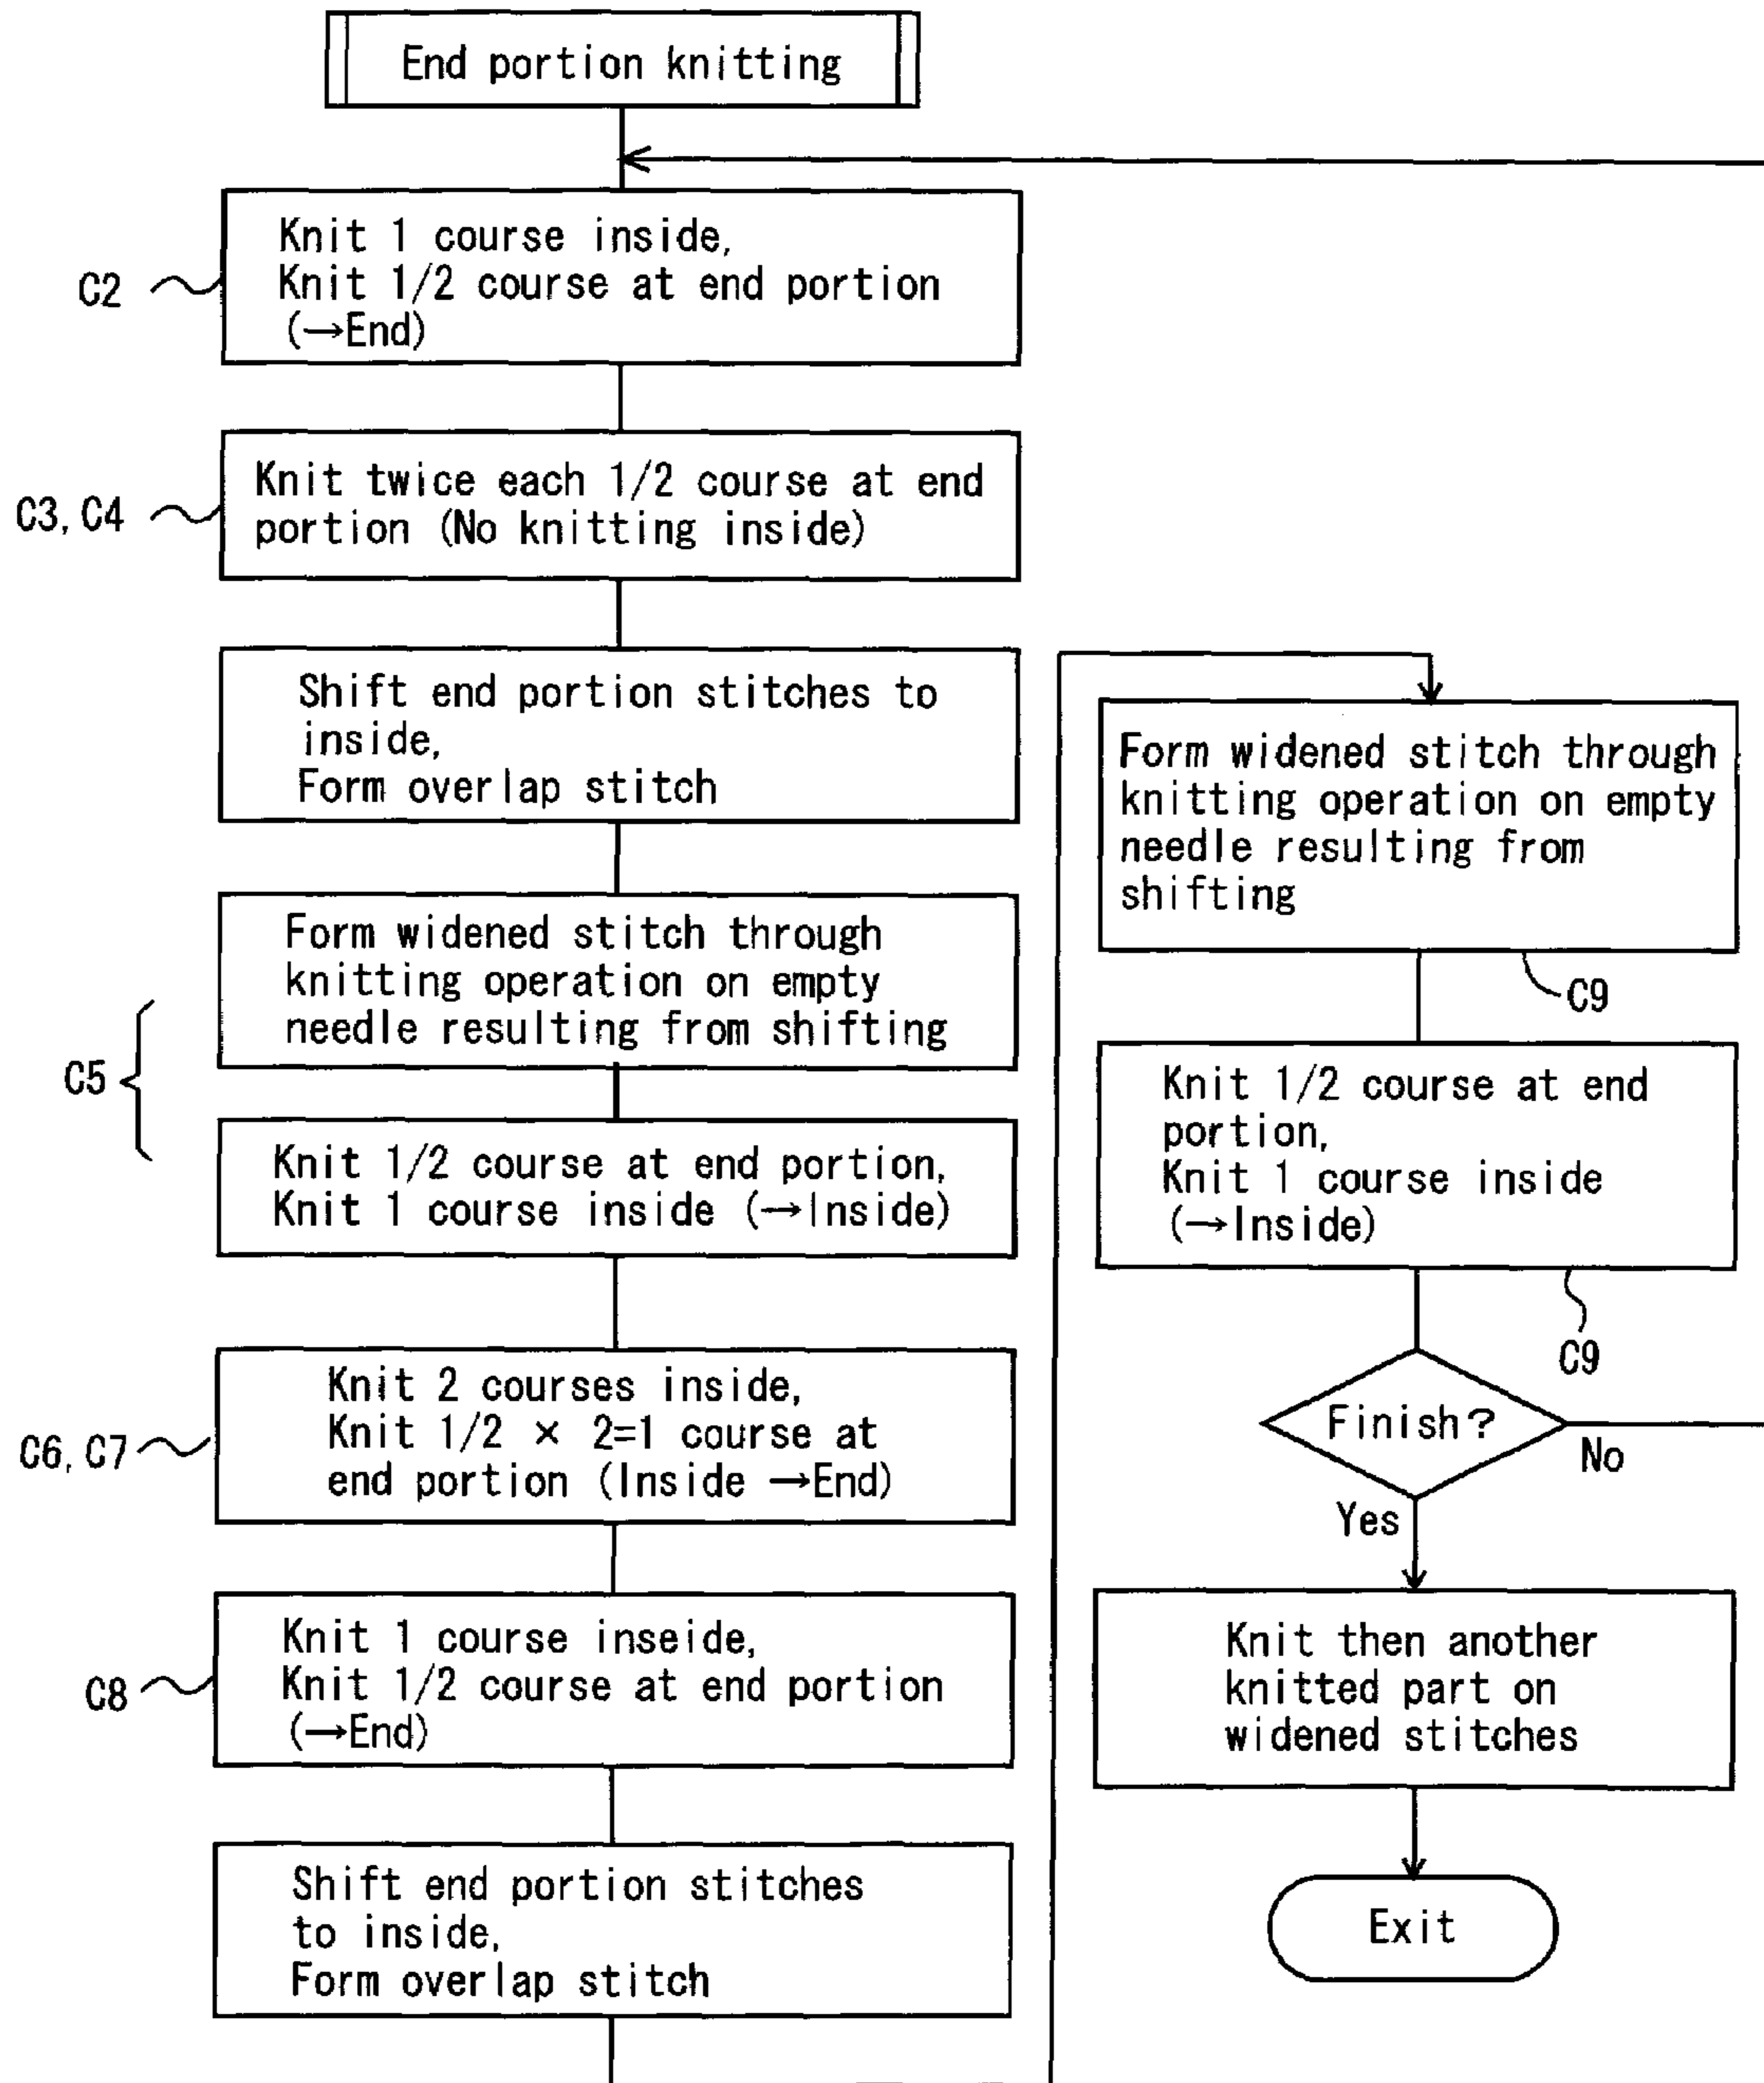 End portion knitting
Knit 1 course inside,
Knit 1/2 course at end portion
(→End)
C2
Knit twice each 1/2 course at end
portion (No knitting inside)
C3, C4
Shift end portion stitches to
inside,
Form overlap stitch
Form widened stitch through
knitting operation on empty
needle resulting from shifting
C5
Knit 1/2 course at end portion,
Knit 1 course inside (→Inside)
Knit 2 courses inside,
Knit 1/2 × 2=1 course at
end portion (Inside →End)
C6, C7
Knit 1 course inseide,
Knit 1/2 course at end portion
(→End)
C8
Shift end portion stitches
to inside,
Form overlap stitch
Form widened stitch through
knitting operation on empty
needle resulting from
shifting
C9
Knit 1/2 course at end
portion,
Knit 1 course inside
(→Inside)
C9
Finish?
No
Yes
Knit then another
knitted part on
widened stitches
Exit